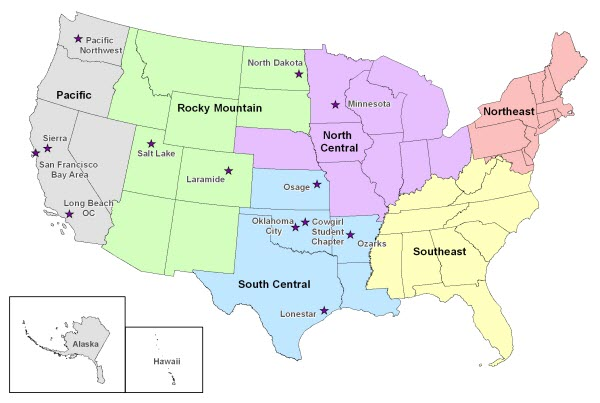 Pacific
Northwest
North Dakota
Pacific
Rocky Mountain
Minnesota
Northeast
North
Central
Sierra
San Francisco
Bay Area
Salt Lake
Laramide
Osage
Long Beach
OC
Oklahoma
City
Cowgirl
Student
Chapter
Ozarks
Southeast
South Central
Lonestar
Alaska
Hawaii